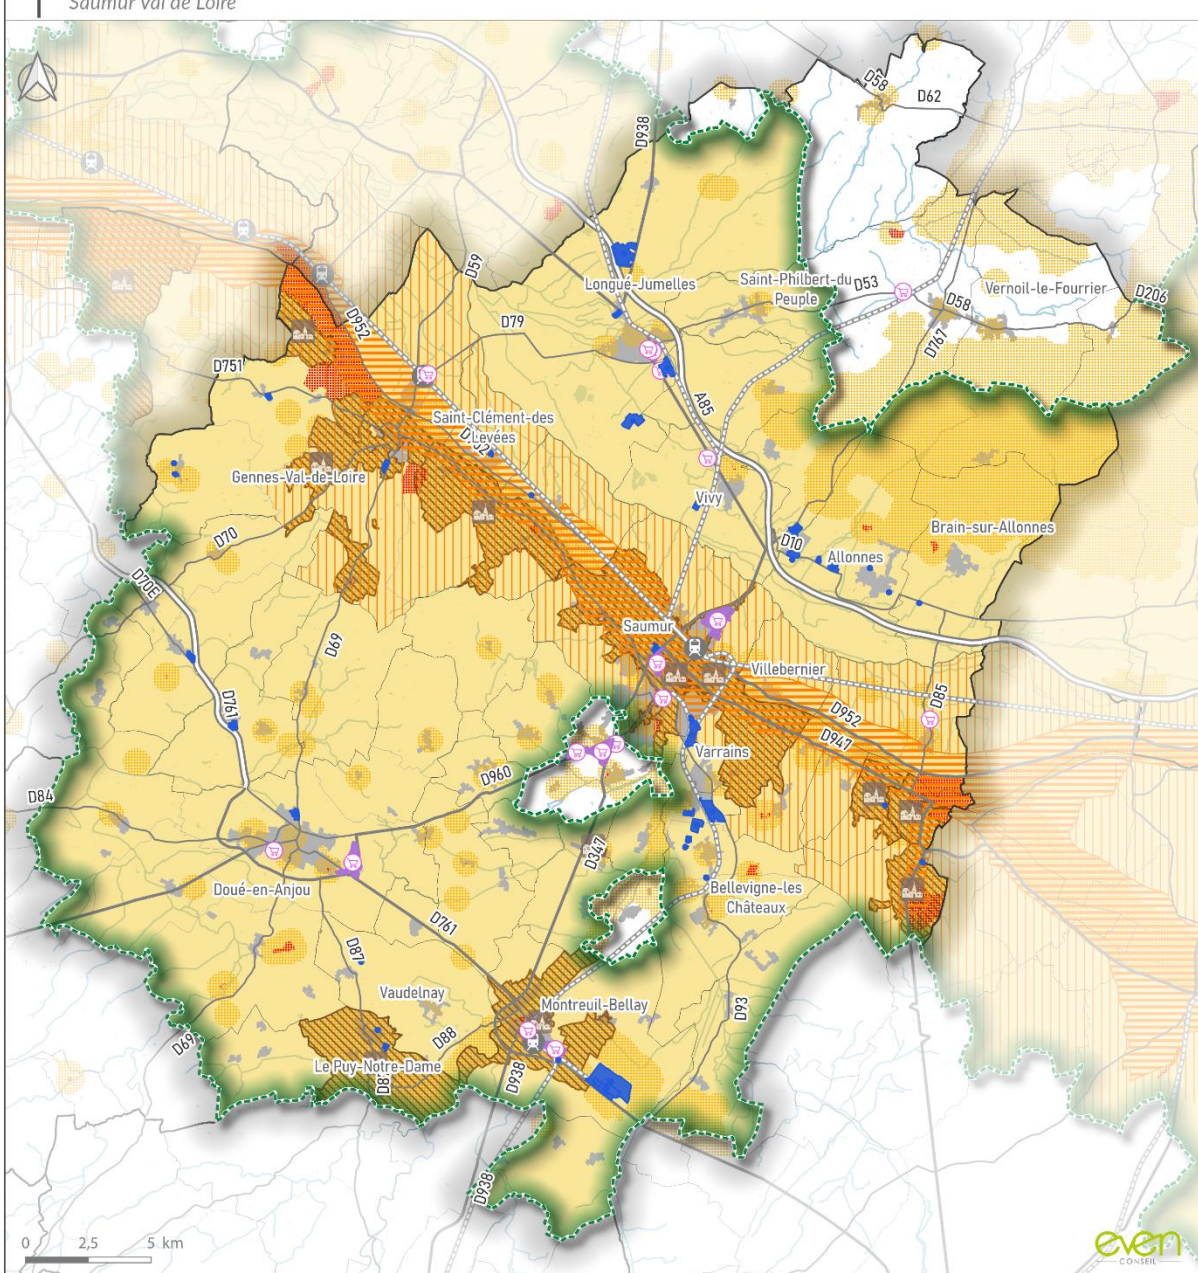 Saumur Val de Loire
D58
D62
D938
D59
Longué-Jumelles
Saint-Philbert-du
Peuple
D53
Vernoil-le-Fourrier
D206
D58
D767
D79
D952
D751
A85
Saint-Clément-des
Levées
Gennes-Val-de-Loire
Vivy
D10
Brain-sur-Allonnes
Allonnes
D70
D70E
D69
Saumur
Villebernier
D85
D952
D947
D761
Varrains
D960
D84
D347
Doué-en-Anjou
Bellevigne-les
Châteaux
D761
D87
Vaudelnay
Montreuil-Bellay
D93
D88
D69
Le Puy-Notre-Dame
D938
D938
0 2,5 5 km
even
CONSEIL